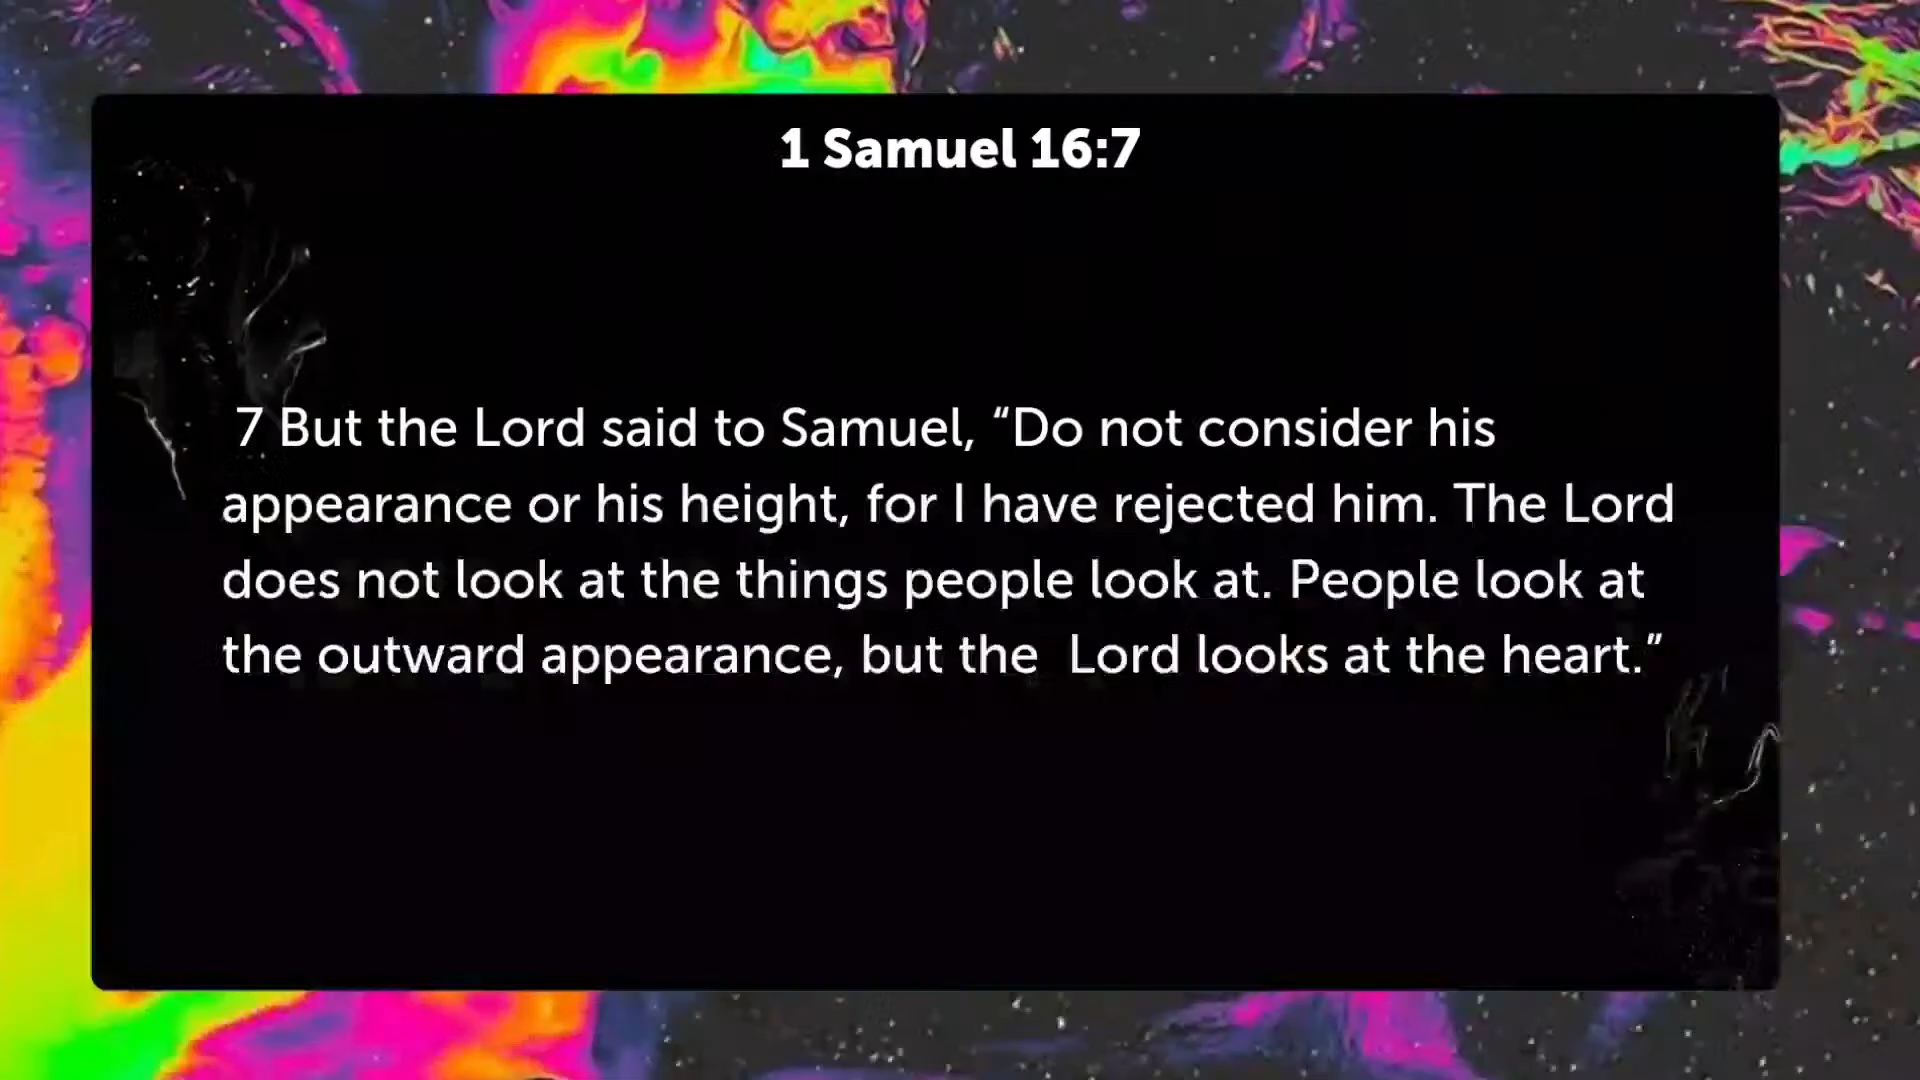 1 Samuel 16:7
7 But the Lord said to Samuel, “Do not consider his
appearance or his height, for I have rejected him. The Lord
does not look at the things people look at. People look at
the outward appearance, but the  Lord looks at the heart.”